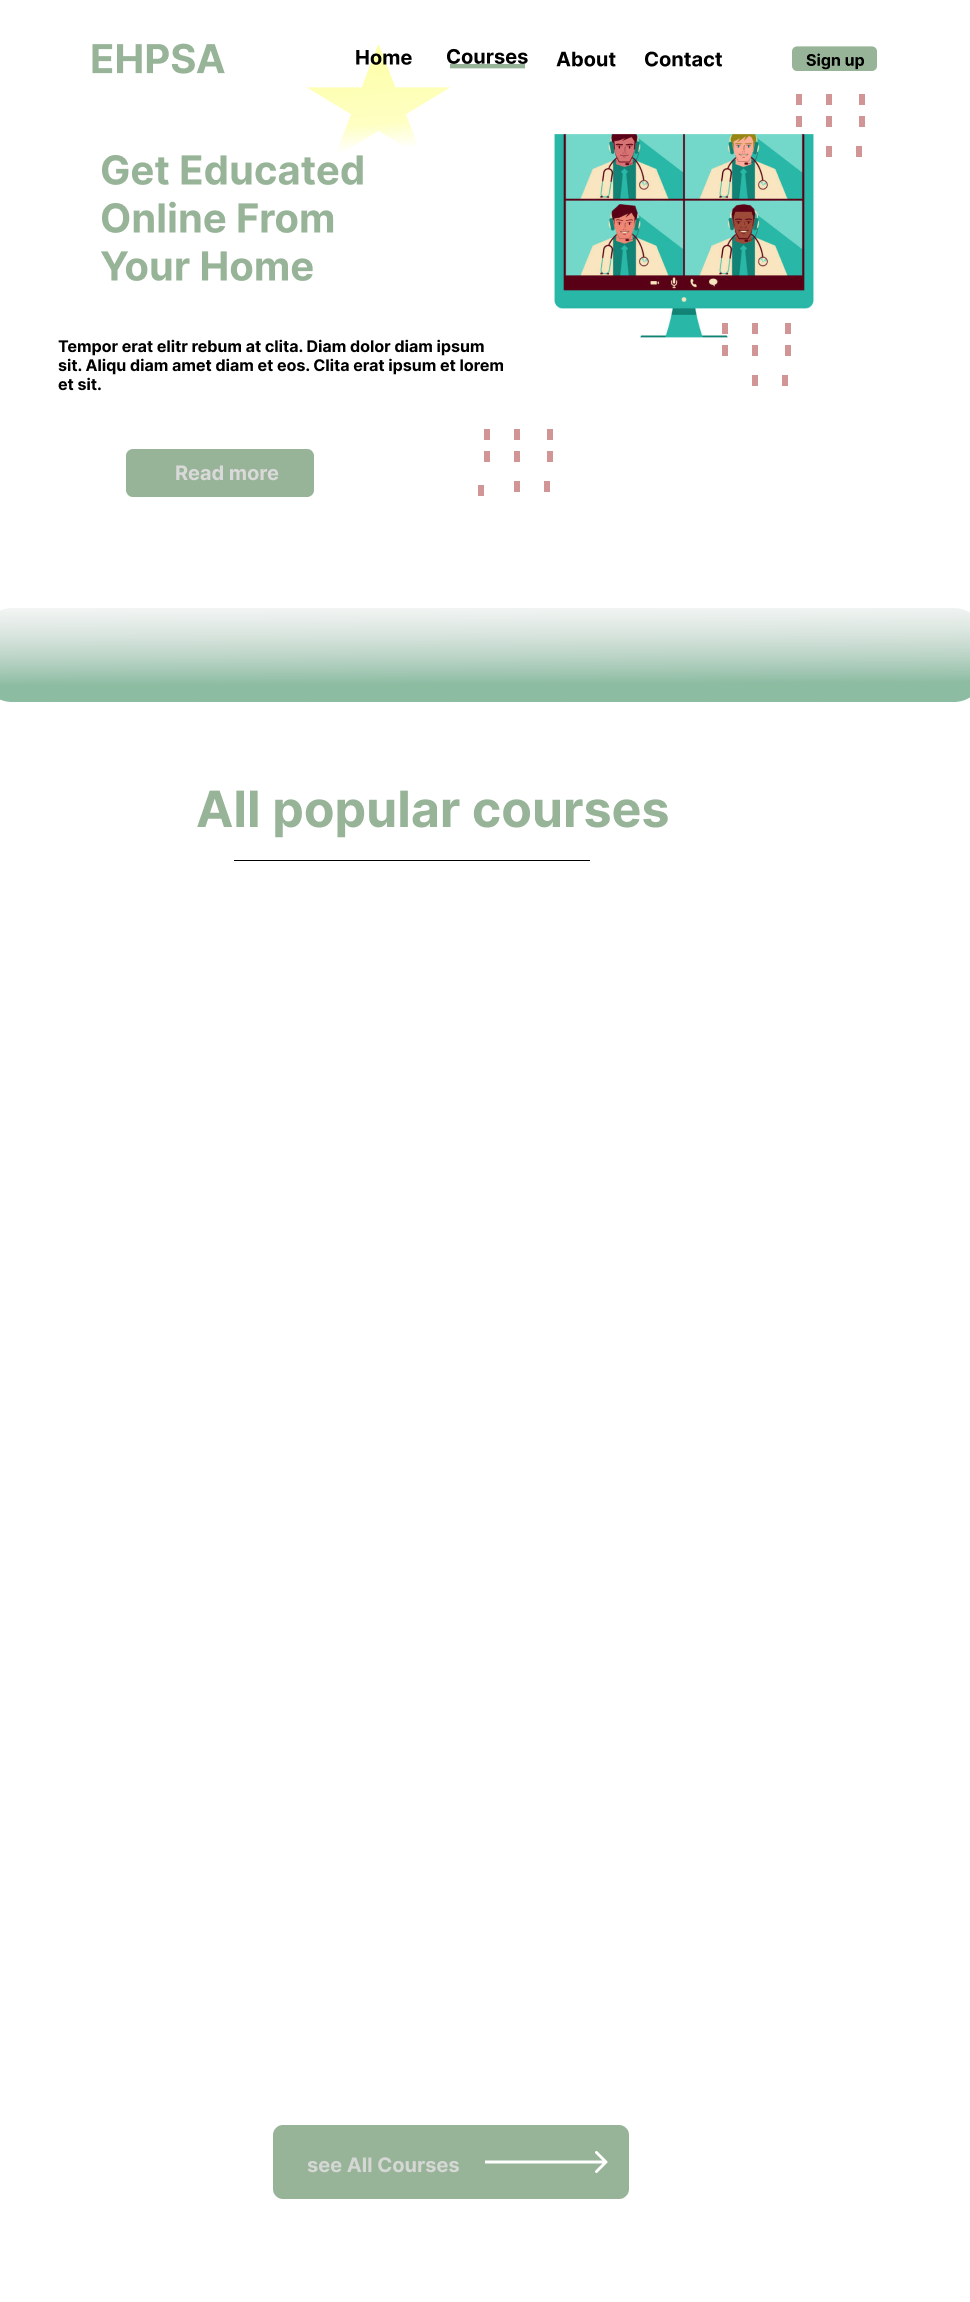 EHPSA
Home
Courses
About
Contact
Sign up
Get Educated
Online From
Your Home
Tempor erat elitr rebum at clita. Diam dolor diam ipsum
sit. Aliqu diam amet diam et eos. Clita erat ipsum et lorem
et sit.
Read more
All popular courses
see All Courses